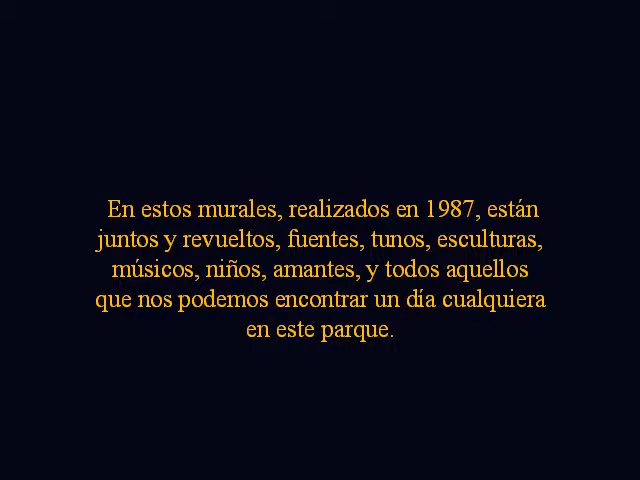 En estos murales, realizados en 1987, están
juntos y revueltos, fuentes, tunos, esculturas,
músicos, niños, amantes, y todos aquellos
que nos podemos encontrar un día cualquiera
en este parque.